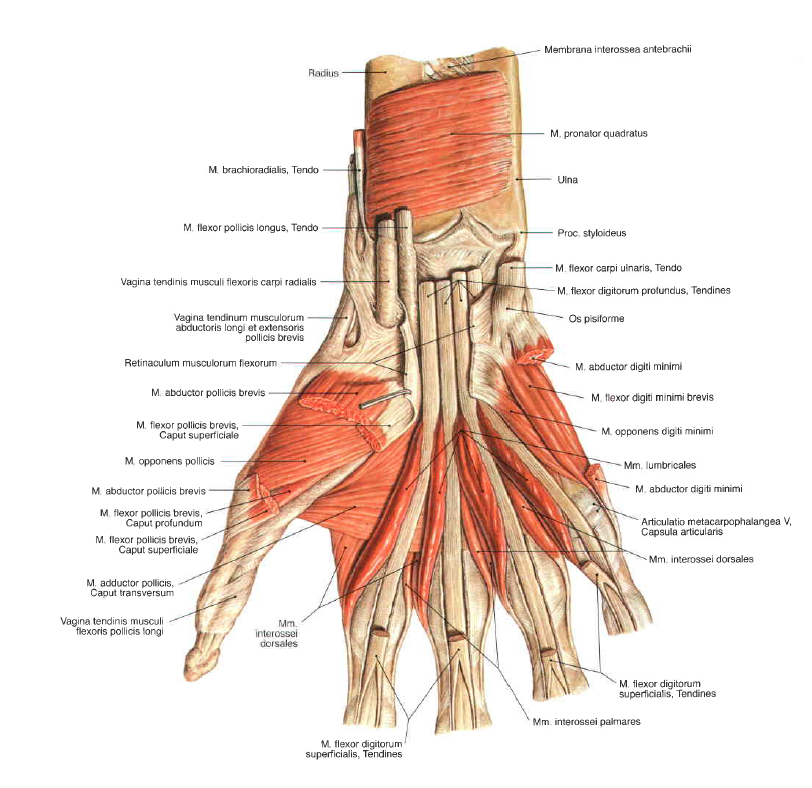 Membrana interossea antebrachii
Radius
M. pronator quadratus
M. brachioradialis, Tendo
Ulna
M. flexor pollicis longus, Tendo
Proc. styloideus
M. flexor carpi ulnaris, Tendo
Vagina tendinis musculi flexoris carpi radialis
M. flexor digitorum profundus, Tendines
Vagina tendinum musculorum
abductoris longi et extensoris
pollicis brevis
Os pisiforme
Retinaculum musculorum flexorum
M. abductor digiti minimi
M. abductor pollicis brevis
M. flexor digiti minimi brevis
M. flexor pollicis brevis,
Caput superficiale
M. opponens digiti minimi
M. opponens pollicis
Mm. lumbricales
M. abductor pollicis brevis
M. abductor digiti minimi
M. flexor pollicis brevis,
Caput profundum
Articulatio metacarpophalangea V,
Capsula articularis
M. flexor pollicis brevis,
Caput superficiale
Mm. interossei dorsales
M. adductor pollicis,
Caput transversum
Vagina tendinis musculi
flexoris pollicis longi
Mm.
interossei
dorsales
M. flexor digitorum
superficialis, Tendines
Mm. interossei palmares
M. flexor digitorum
superficialis, Tendines